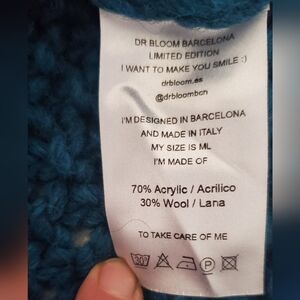 DR BLOOM BARCELONA
LIMITED EDITION
I WANT TO MAKE YOU SMILE :)
drbloom.es
@drbloombcn
I'M DESIGNED IN BARCELONA
AND MADE IN ITALY
MY SIZE IS ML
I'M MADE OF
70% Acrylic / Acrilico
30% Wool / Lana
TO TAKE CARE OF ME
30° P